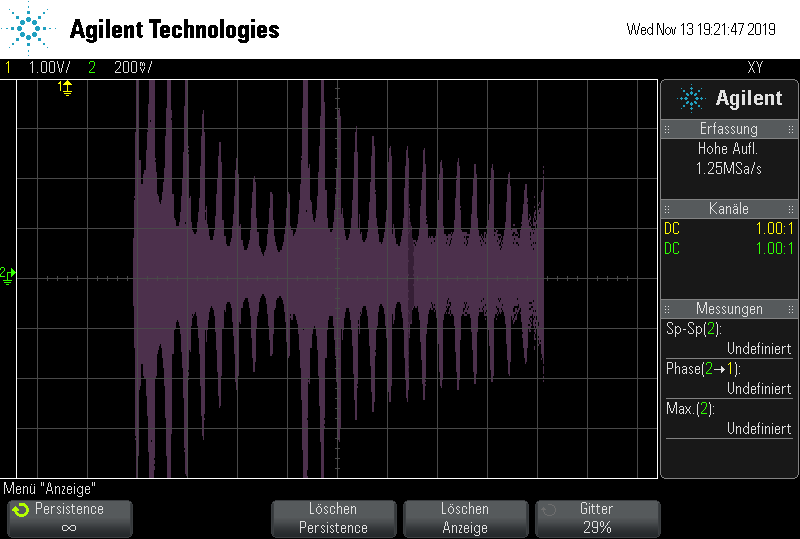 Agilent Technologies
Wed Nov 13 19:21:47 2019
1 1.00V/ 2 200㎷/ XY
1
2
Agilent
Erfassung
Hohe Aufl.
1.25MSa/s
Kanäle
DC 1.00:1
DC 1.00:1
Messungen
Sp-Sp(2):
Undefiniert
Phase(2→1):
Undefiniert
Max.(2):
Undefiniert
Menü "Anzeige"
Persistence
∞
Löschen
Persistence
Löschen
Anzeige
Gitter
29%